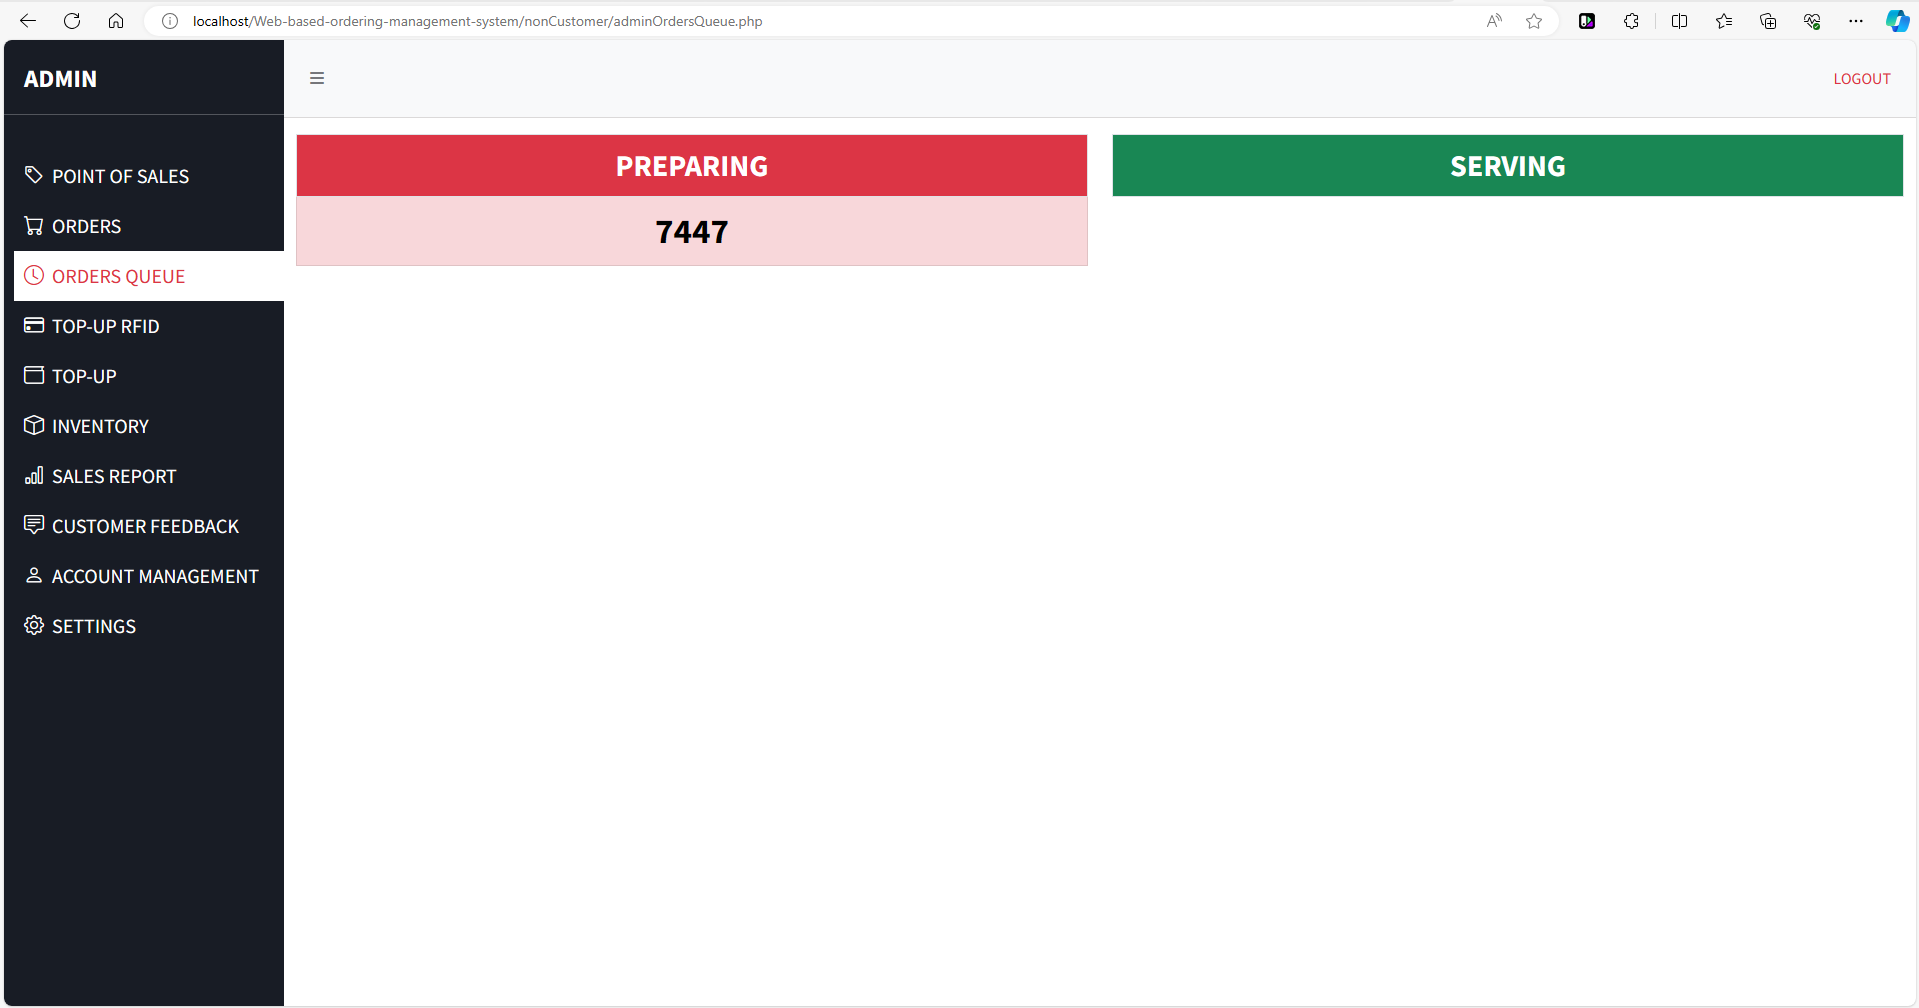 localhost/Web-based-ordering-management-system/nonCustomer/adminOrdersQueue.php
ADMIN
LOGOUT
PREPARING
SERVING
7447
POINT OF SALES
ORDERS
ORDERS QUEUE
TOP-UP RFID
TOP-UP
INVENTORY
SALES REPORT
CUSTOMER FEEDBACK
ACCOUNT MANAGEMENT
SETTINGS